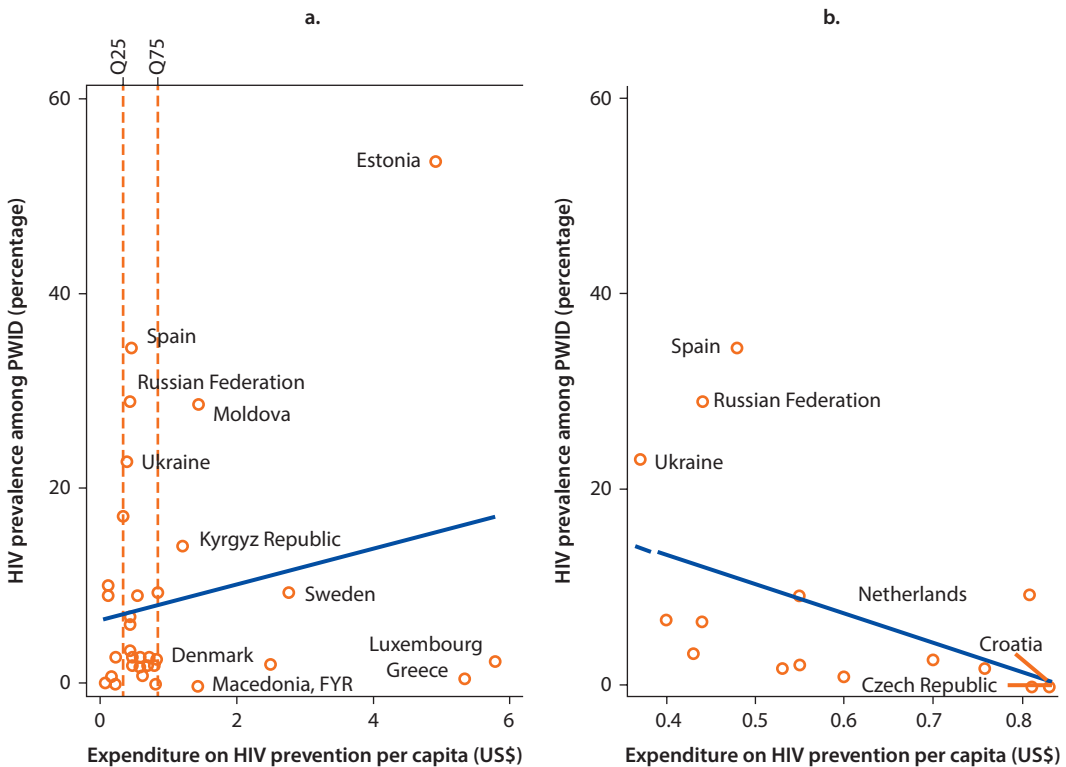 a.
Q25
Q75
HIV prevalence among PWID (percentage)
60
40
20
0
Estonia
Spain
Russian Federation
Moldova
Ukraine
Kyrgyz Republic
Sweden
Denmark
Luxembourg
Greece
Macedonia, FYR
0
2
4
6
Expenditure on HIV prevention per capita (US$)
b.
HIV prevalence among PWID (percentage)
60
40
20
0
Spain
Russian Federation
Ukraine
Netherlands
Croatia
Czech Republic
0.4
0.5
0.6
0.7
0.8
Expenditure on HIV prevention per capita (US$)